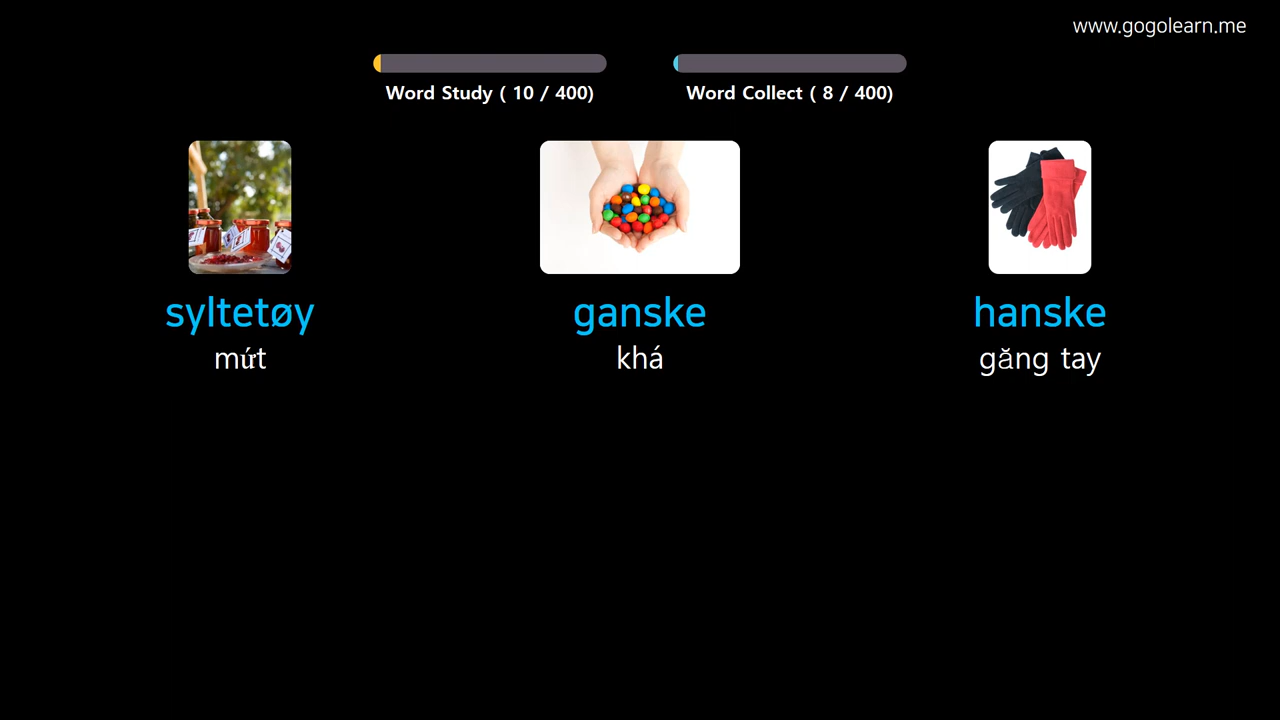 www.gogolearn.me
Word Study ( 10 / 400)
Word Collect ( 8 / 400)
syltetøy
ganske
hanske
mứt
khá
găng tay